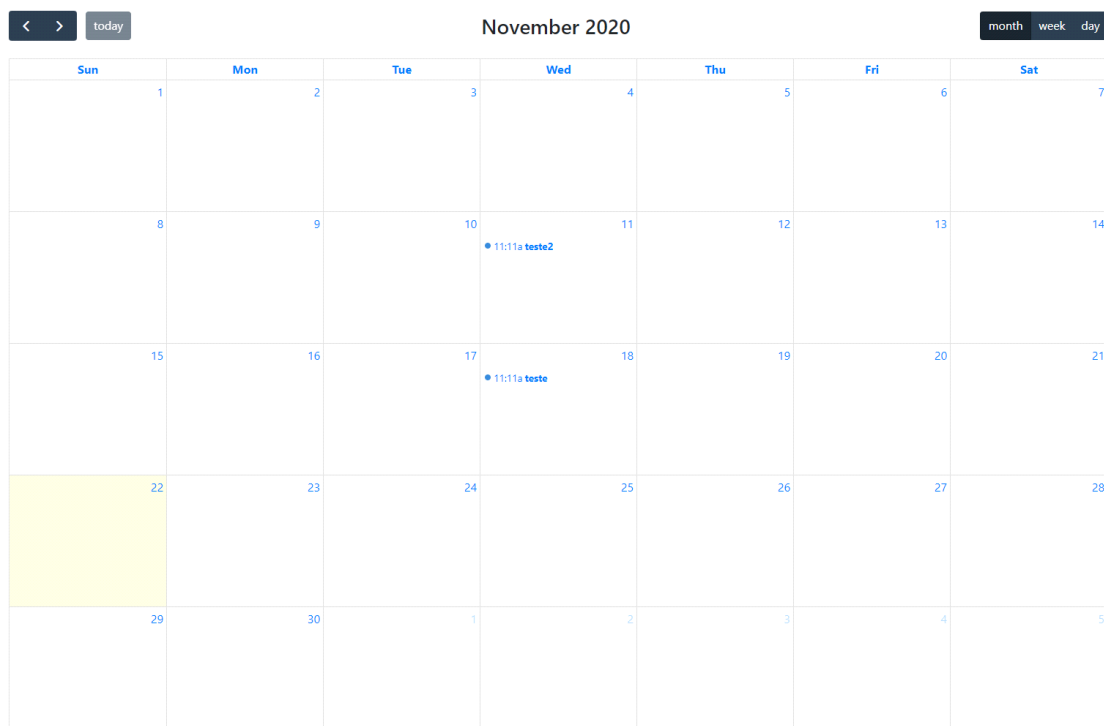 today November 2020 month week day
Sun Mon Tue Wed Thu Fri Sat
1 2 3 4 5 6 7
8 9 10 11 12 13 14
11:11a teste2
15 16 17 18 19 20 21
11:11a teste
22 23 24 25 26 27 28
29 30 1 2 3 4 5